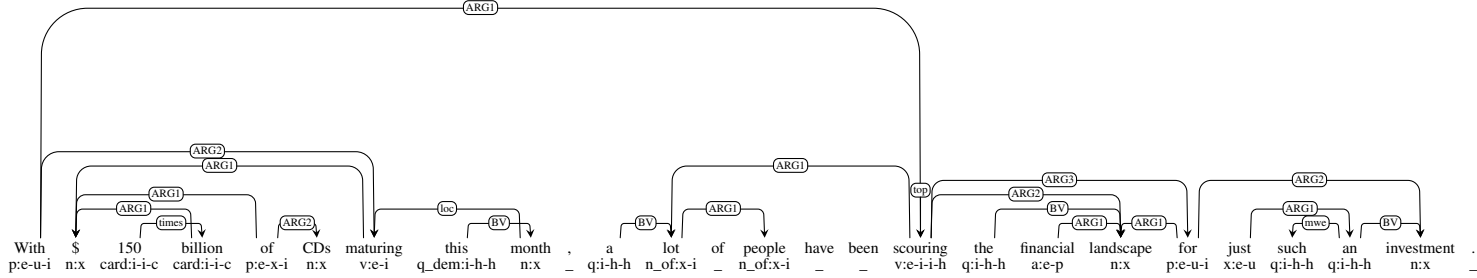 ARG1
ARG2
ARG1 ARG1 ARG3 ARG2
ARG1 top ARG2
ARG1 loc BV ARG1 BV ARG1
times ARG2 BV ARG1 ARG1 mwe BV
With $ 150 billion of CDs maturing this month , a lot of people have been scouring the financial landscape for just such an investment .
p:e-u-i n:x card:i-i-c card:i-i-c p:e-x-i n:x v:e-i q_dem:i-h-h n:x _ q:i-h-h n_of:x-i _ n_of:x-i _ _ v:e-i-i-h q:i-h-h a:e-p n:x p:e-u-i n:x x:e-u q:i-h-h q:i-h-h n:x _